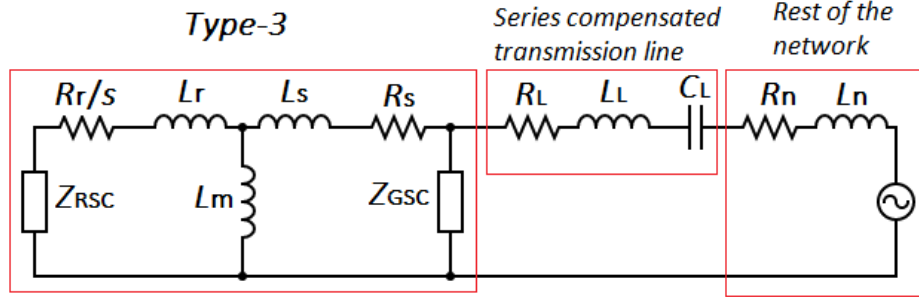 Type-3
Series compensated
transmission line
Rest of the
network
Rr/s
Lr
Ls
Rs
RL
LL
CL
Rn
Ln
ZRSC
Lm
ZGSC